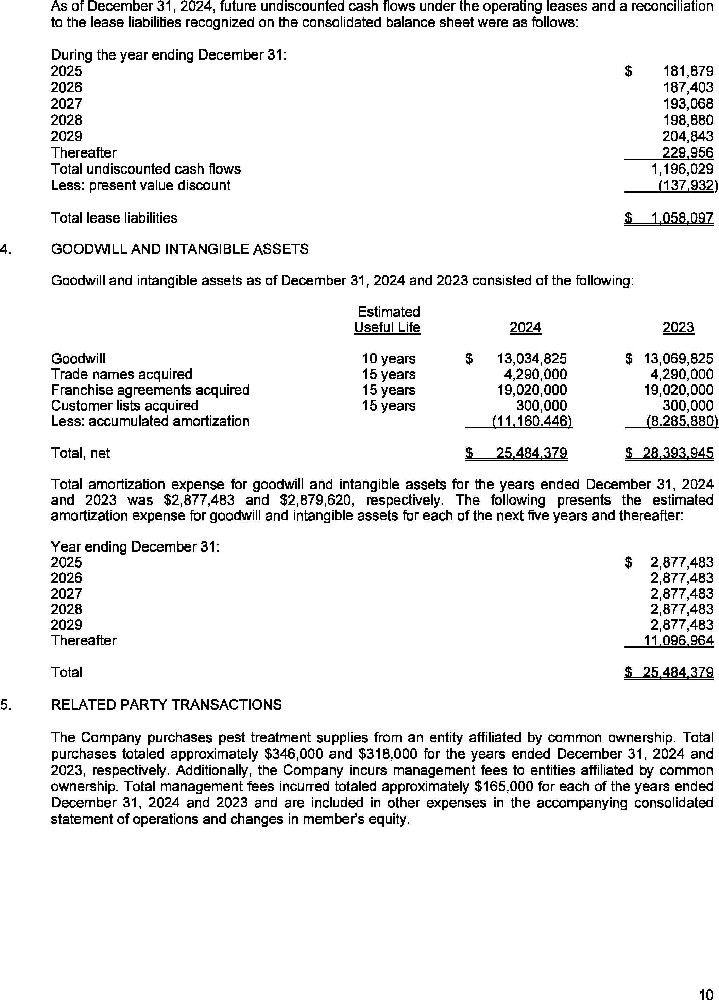 As of December 31, 2024, future undiscounted cash flows under the operating leases and a reconciliation
to the lease liabilities recognized on the consolidated balance sheet were as follows:
During the year ending December 31:
2025 $ 181,879
2026 187,403
2027 193,068
2028 198,880
2029 204,843
Thereafter 229,956
Total undiscounted cash flows 1,196,029
Less: present value discount (137,932)
Total lease liabilities $ 1,058,097
4. GOODWILL AND INTANGIBLE ASSETS
Goodwill and intangible assets as of December 31, 2024 and 2023 consisted of the following:
Estimated
Useful Life 2024 2023
Goodwill 10 years $ 13,034,825 $ 13,069,825
Trade names acquired 15 years 4,290,000 4,290,000
Franchise agreements acquired 15 years 19,020,000 19,020,000
Customer lists acquired 15 years 300,000 300,000
Less: accumulated amortization (11,160,446) (8,285,880)
Total, net $ 25,484,379 $ 28,393,945
Total amortization expense for goodwill and intangible assets for the years ended December 31, 2024
and 2023 was $2,877,483 and $2,879,620, respectively. The following presents the estimated
amortization expense for goodwill and intangible assets for each of the next five years and thereafter:
Year ending December 31:
2025 $ 2,877,483
2026 2,877,483
2027 2,877,483
2028 2,877,483
2029 2,877,483
Thereafter 11,096,964
Total $ 25,484,379
5. RELATED PARTY TRANSACTIONS
The Company purchases pest treatment supplies from an entity affiliated by common ownership. Total
purchases totaled approximately $346,000 and $318,000 for the years ended December 31, 2024 and
2023, respectively. Additionally, the Company incurs management fees to entities affiliated by common
ownership. Total management fees incurred totaled approximately $165,000 for each of the years ended
December 31, 2024 and 2023 and are included in other expenses in the accompanying consolidated
statement of operations and changes in member's equity.
10